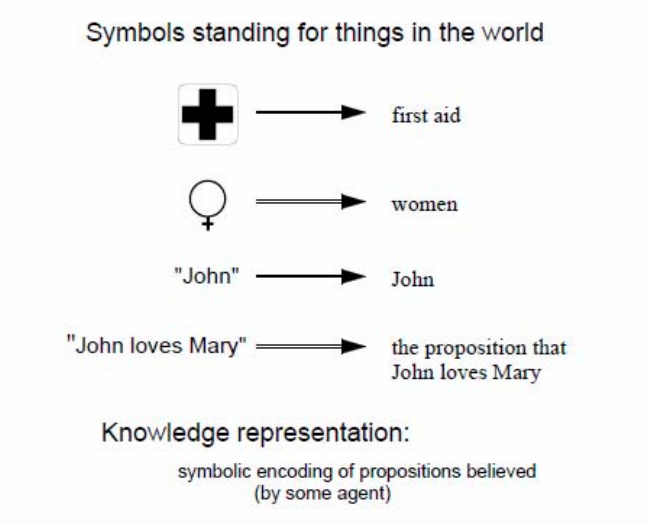 Symbols standing for things in the world
first aid
women
"John" John
"John loves Mary" the proposition that
John loves Mary
Knowledge representation:
symbolic encoding of propositions believed
(by some agent)